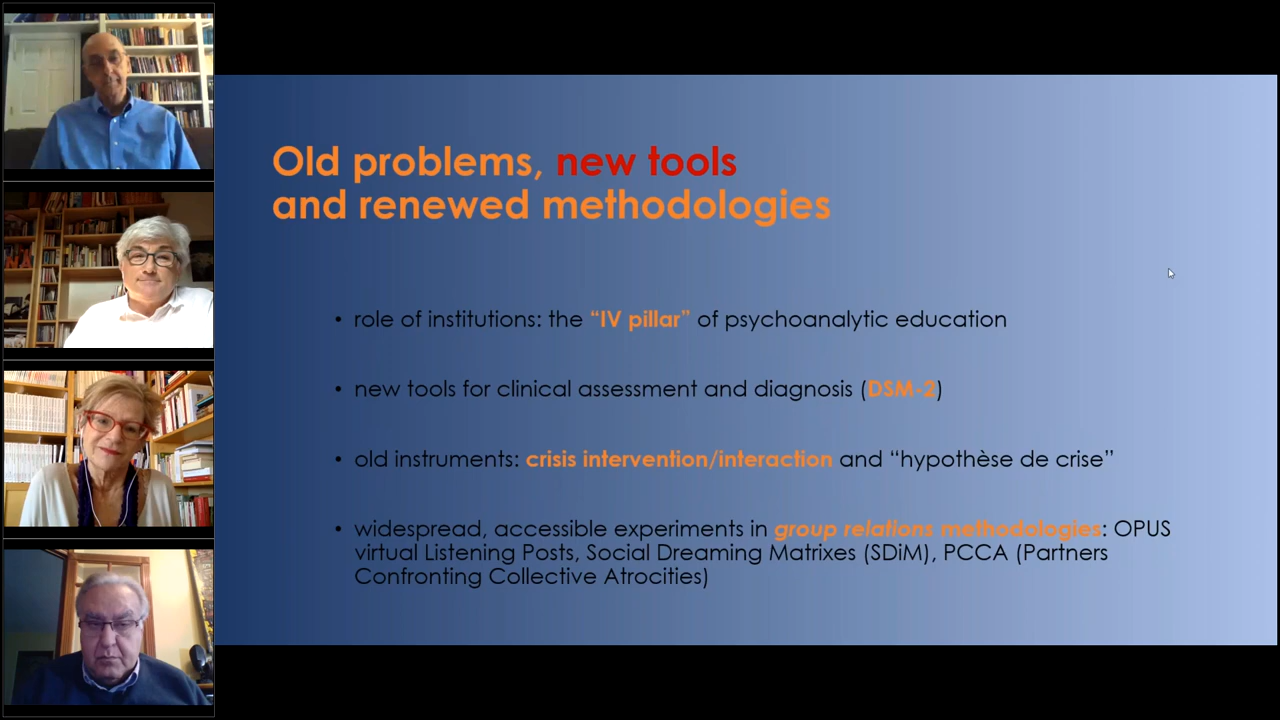 Old problems, new tools
and renewed methodologies
• role of institutions: the “IV pillar” of psychoanalytic education
• new tools for clinical assessment and diagnosis (DSM-2)
• old instruments: crisis intervention/interaction and “hypothèse de crise”
• widespread, accessible experiments in group relations methodologies: OPUS
virtual Listening Posts, Social Dreaming Matrixes (SDiM), PCCA (Partners
Confronting Collective Atrocities)